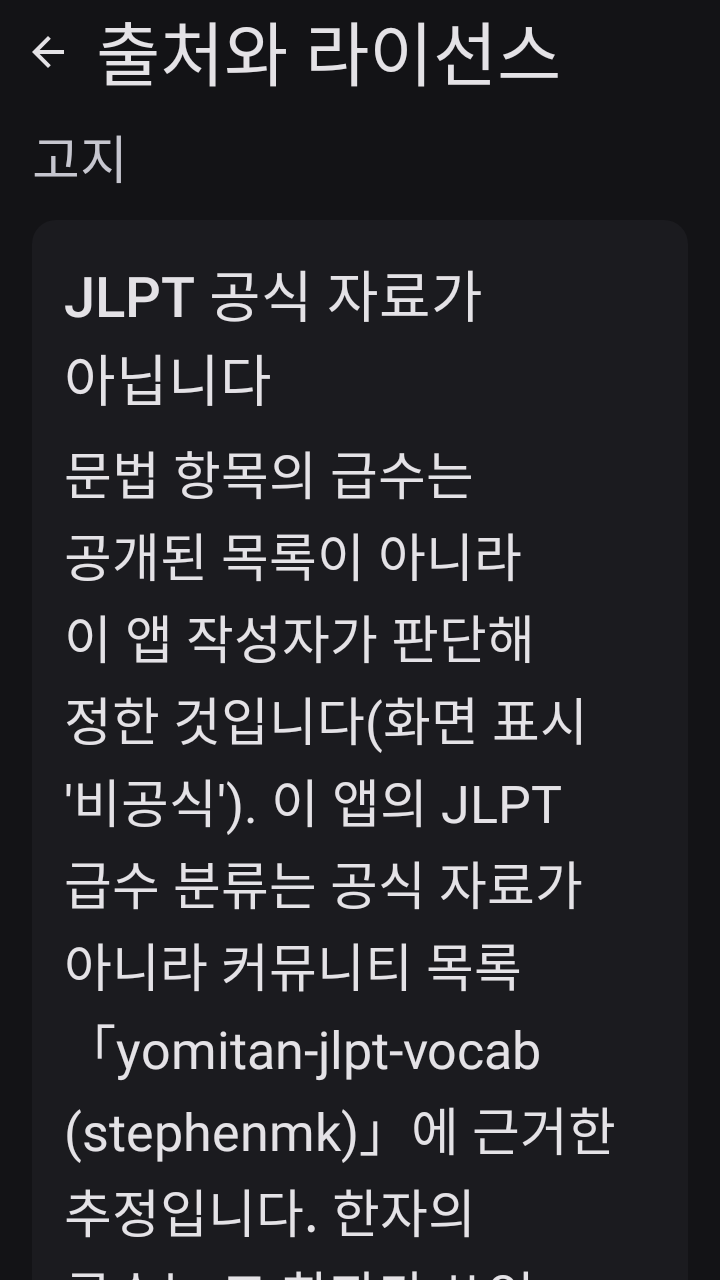 출처와 라이선스
고지
JLPT 공식 자료가
아닙니다
문법 항목의 급수는
공개된 목록이 아니라
이 앱 작성자가 판단해
정한 것입니다(화면 표시
'비공식'). 이 앱의 JLPT
급수 분류는 공식 자료가
아니라 커뮤니티 목록
「yomitan-jlpt-vocab
(stephenmk)」에 근거한
추정입니다. 한자의